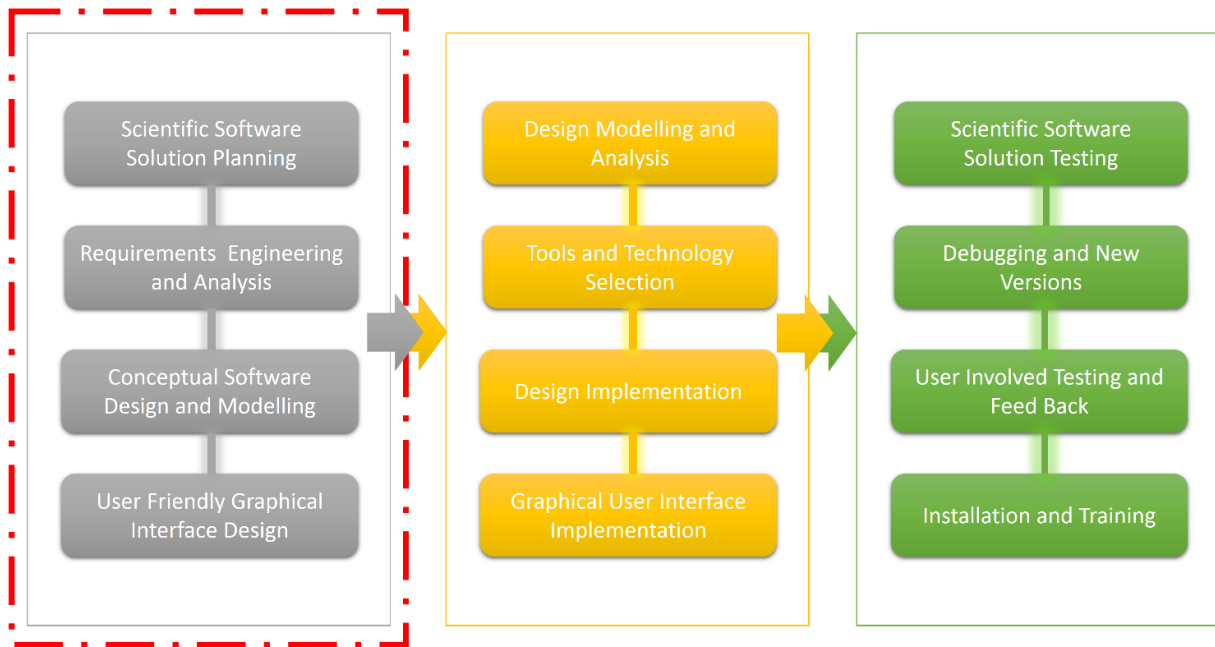 Scientific Software
Solution Planning
Requirements  Engineering
and Analysis
Conceptual Software
Design and Modelling
User Friendly Graphical
Interface Design
Design Modelling and
Analysis
Tools and Technology
Selection
Design Implementation
Graphical User Interface
Implementation
Scientific Software
Solution Testing
Debugging and New
Versions
User Involved Testing and
Feed Back
Installation and Training